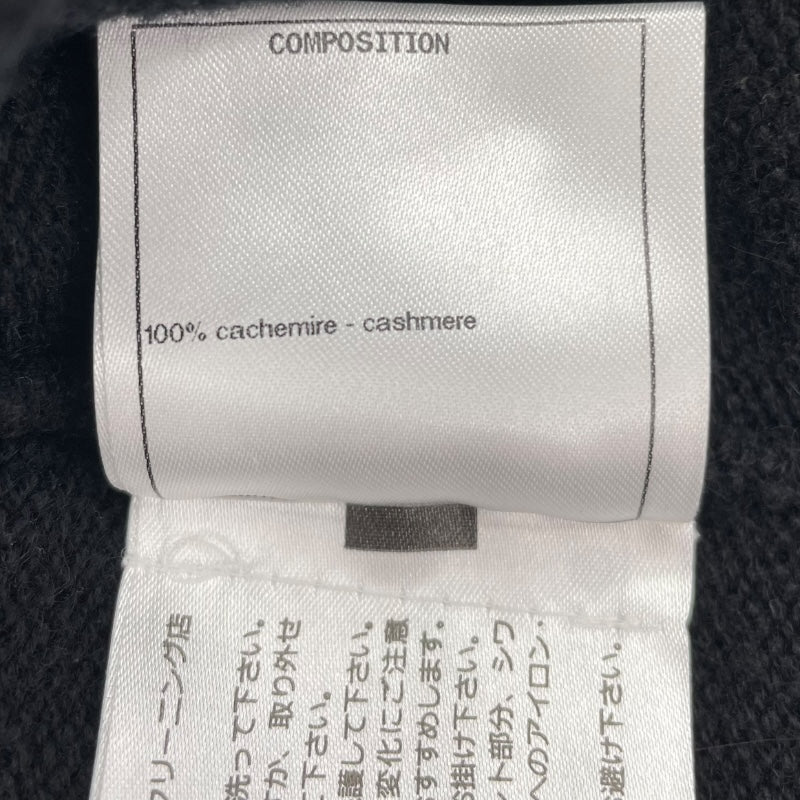 COMPOSITION
100% cachemire - cashmere
クリーニング店
洗って下さい。
か、取り外せ
下さい。
護して下さい。
変化にご注意
おすすめします。
お掛け下さい。
ント部分、シワ
へのアイロン・
避け下さい。